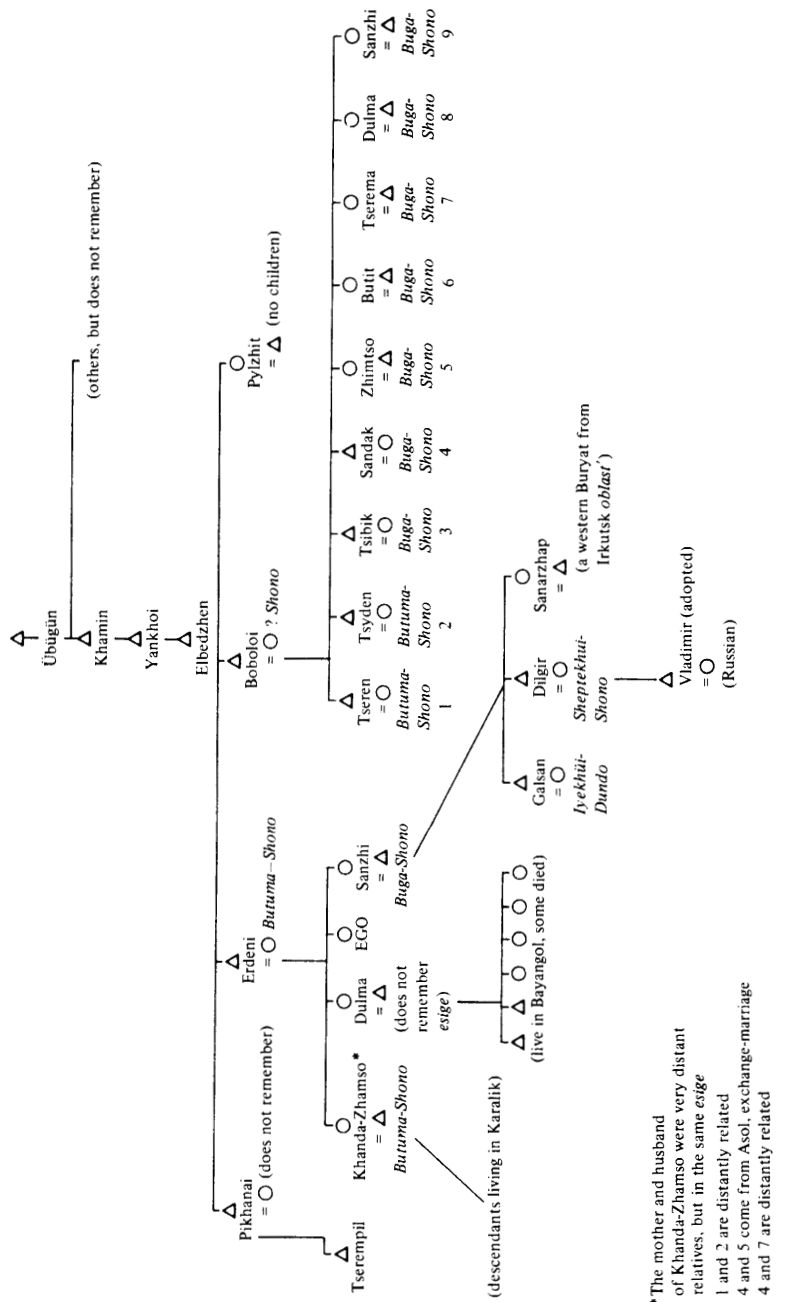 Übügün
(others, but does not remember)
Khamin
Yankhoi
Elbedzhen
Pikhanai
= (does not remember)
Erdeni
= Butuma–Shono
Boboloi
= ? Shono
Pylzhit
= (no children)
Tserempil
Khanda-Zhamso*
=
Butuma-Shono
Dulma
=
(does not
remember
esige)
EGO
Sanzhi
=
Buga-Shono
Tseren
=
Butuma-
Shono
1
Tsyden
=
Butuma-
Shono
2
Tsibik
=
Buga-
Shono
3
Sandak
=
Buga-
Shono
4
Zhimtso
=
Buga-
Shono
5
Butit
=
Buga-
Shono
6
Tserema
=
Buga-
Shono
7
Dulma
=
Buga-
Shono
8
Sanzhi
=
Buga-
Shono
9
(descendants living in Karalik)
(live in Bayangol, some died)
Galsan
=
Iyekhüi-
Dundo
Dilgir
=
Sheptekhui-
Shono
Sanarzhap
=
(a western Buryat from
Irkutsk oblast')
Vladimir (adopted)
=
(Russian)
*The mother and husband
of Khanda-Zhamso were very distant
relatives, but in the same esige
1 and 2 are distantly related
4 and 5 come from Asol, exchange-marriage
4 and 7 are distantly related